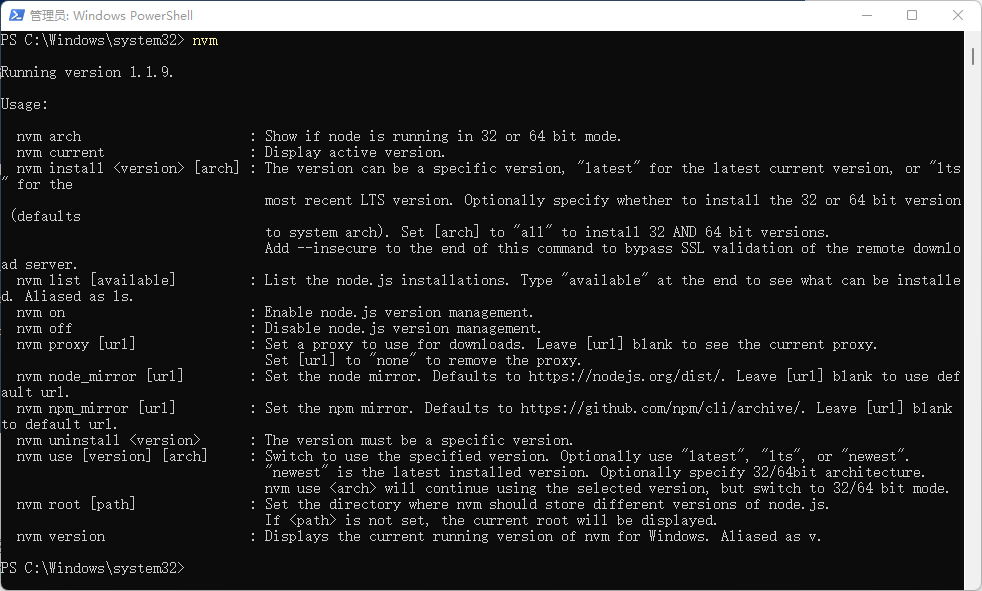 管理员: Windows PowerShell
PS C:\Windows\system32> nvm
Running version 1.1.9.
Usage:
nvm arch : Show if node is running in 32 or 64 bit mode.
nvm current : Display active version.
nvm install <version> [arch] : The version can be a specific version, "latest" for the latest current version, or "lts
" for the
most recent LTS version. Optionally specify whether to install the 32 or 64 bit version
(defaults
to system arch). Set [arch] to "all" to install 32 AND 64 bit versions.
Add --insecure to the end of this command to bypass SSL validation of the remote downlo
ad server.
nvm list [available] : List the node.js installations. Type "available" at the end to see what can be installe
d. Aliased as ls.
nvm on : Enable node.js version management.
nvm off : Disable node.js version management.
nvm proxy [url] : Set a proxy to use for downloads. Leave [url] blank to see the current proxy.
Set [url] to "none" to remove the proxy.
nvm node_mirror [url] : Set the node mirror. Defaults to https://nodejs.org/dist/. Leave [url] blank to use def
ault url.
nvm npm_mirror [url] : Set the npm mirror. Defaults to https://github.com/npm/cli/archive/. Leave [url] blank
to default url.
nvm uninstall <version> : The version must be a specific version.
nvm use [version] [arch] : Switch to use the specified version. Optionally use "latest", "lts", or "newest".
"newest" is the latest installed version. Optionally specify 32/64bit architecture.
nvm use <arch> will continue using the selected version, but switch to 32/64 bit mode.
nvm root [path] : Set the directory where nvm should store different versions of node.js.
If <path> is not set, the current root will be displayed.
nvm version : Displays the current running version of nvm for Windows. Aliased as v.
PS C:\Windows\system32>